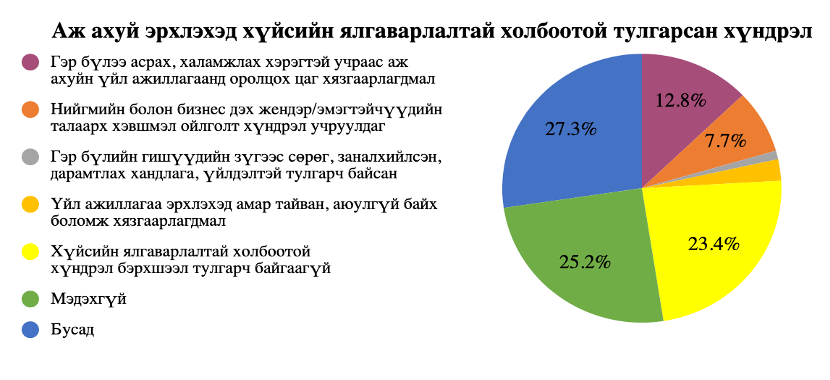 Аж ахуй эрхлэхэд хүйсийн ялгаварлалтай холбоотой тулгарсан хүндрэл
Гэр бүлээ асрах, халамжлах хэрэгтэй учраас аж
ахуйн үйл ажиллагаанд оролцох цаг хязгаарлагдмал
Нийгмийн болон бизнес дэх жендэр/эмэгтэйчүүдийн
талаарх хэвшмэл ойлголт хүндрэл учруулдаг
Гэр бүлийн гишүүдийн зүгээс сөрөг, заналхийлсэн,
дарамтлах хандлага, үйлдэлтэй тулгарч байсан
Үйл ажиллагаа эрхлэхэд амар тайван, аюулгүй байх
боломж хязгаарлагдмал
Хүйсийн ялгаварлалтай холбоотой
хүндрэл бэрхшээл тулгарч байгаагүй
Мэдэхгүй
Бусад
12.8%
7.7%
23.4%
25.2%
27.3%